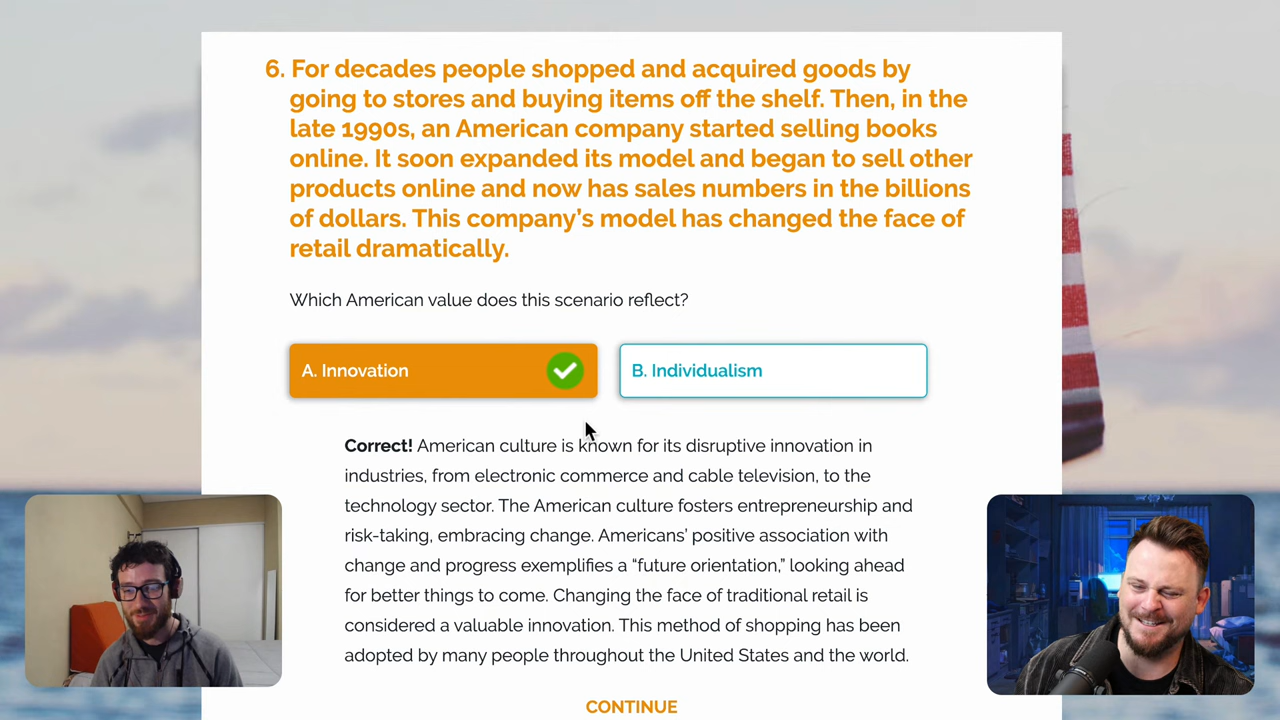 6. For decades people shopped and acquired goods by
going to stores and buying items off the shelf. Then, in the
late 1990s, an American company started selling books
online. It soon expanded its model and began to sell other
products online and now has sales numbers in the billions
of dollars. This company’s model has changed the face of
retail dramatically.
Which American value does this scenario reflect?
A. Innovation
B. Individualism
Correct! American culture is known for its disruptive innovation in
industries, from electronic commerce and cable television, to the
technology sector. The American culture fosters entrepreneurship and
risk-taking, embracing change. Americans’ positive association with
change and progress exemplifies a “future orientation,” looking ahead
for better things to come. Changing the face of traditional retail is
considered a valuable innovation. This method of shopping has been
adopted by many people throughout the United States and the world.
CONTINUE